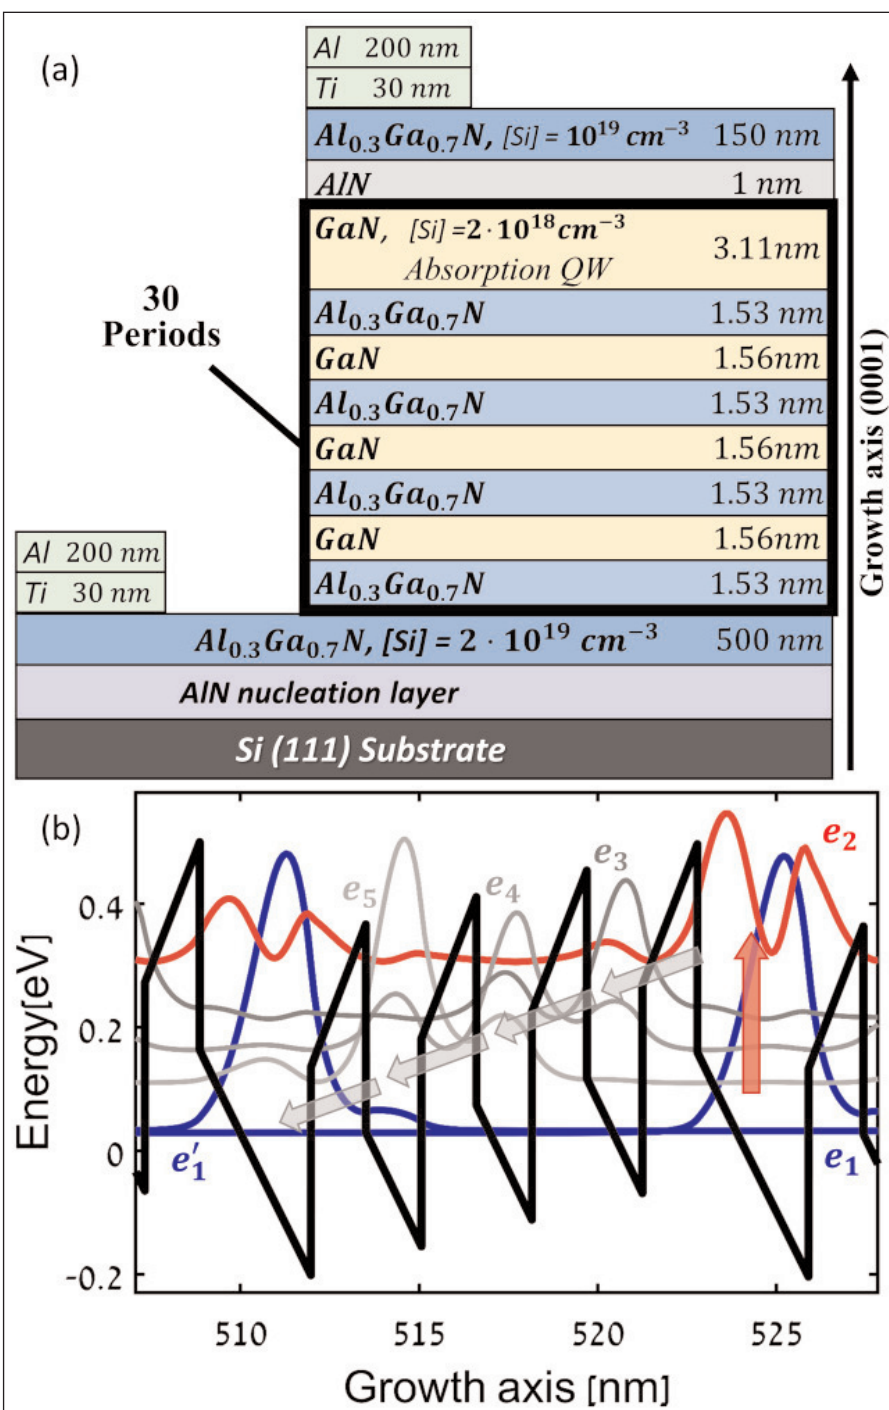 (a)
Al 200 nm
Ti 30 nm
Al0.3Ga0.7N, [Si] = 10^19 cm^−3 150 nm
AlN 1 nm
GaN, [Si] =2 · 10^18 cm^−3
Absorption QW
3.11nm
Al0.3Ga0.7N 1.53 nm
GaN 1.56nm
Al0.3Ga0.7N 1.53 nm
GaN 1.56nm
Al0.3Ga0.7N 1.53 nm
GaN 1.56nm
Al0.3Ga0.7N 1.53 nm
30
Periods
Growth axis (0001)
Al 200 nm
Ti 30 nm
Al0.3Ga0.7N, [Si] = 2 · 10^19 cm^−3 500 nm
AlN nucleation layer
Si (111) Substrate
(b)
e2
e3
e4
e5
e1
e1′
0.4
0.2
0
-0.2
Energy[eV]
510 515 520 525
Growth axis [nm]